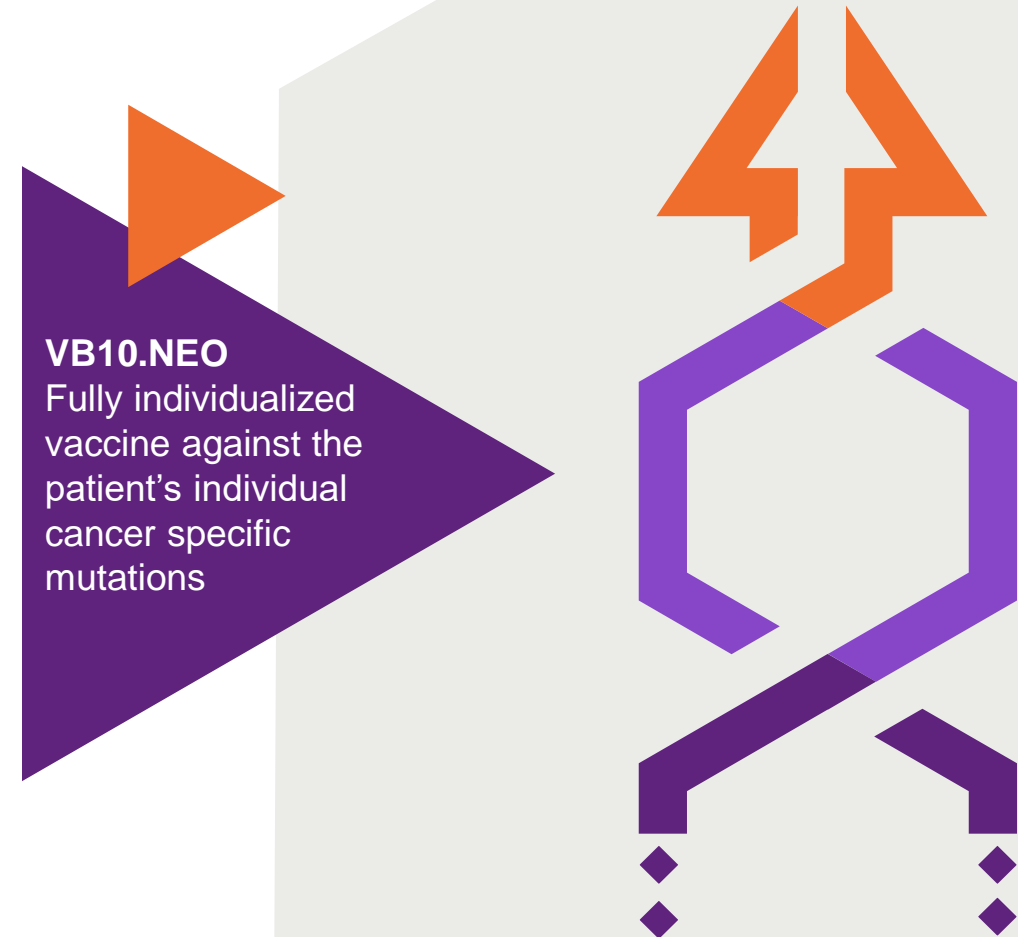 VB10.NEO
Fully individualized
vaccine against the
patient’s individual
cancer specific
mutations